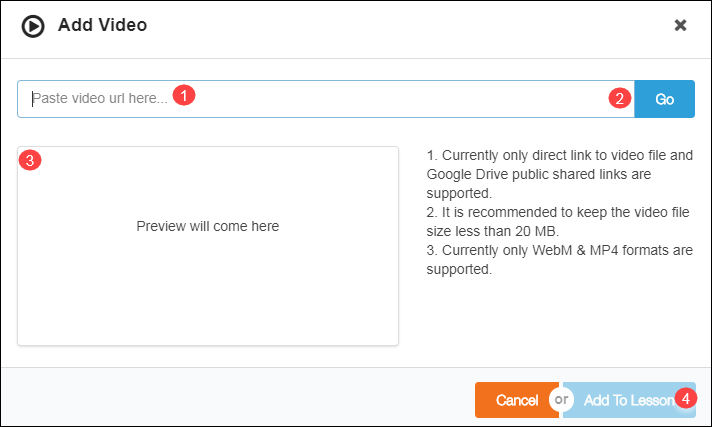 Add Video
Paste video url here... 1
2 Go
3
Preview will come here
1. Currently only direct link to video file and
Google Drive public shared links are
supported.
2. It is recommended to keep the video file
size less than 20 MB.
3. Currently only WebM & MP4 formats are
supported.
Cancel or Add To Lesson 4